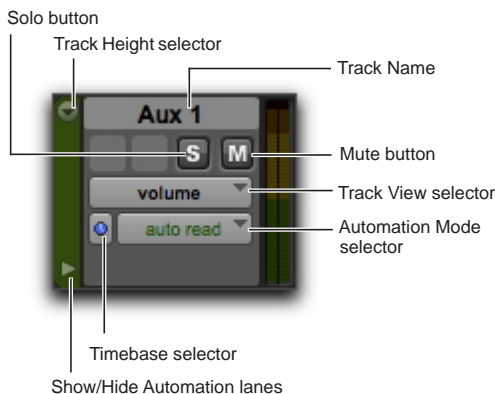 Solo button
Track Height selector
Track Name
Aux 1
S M
Mute button
volume
Track View selector
auto read
Automation Mode
selector
Timebase selector
Show/Hide Automation lanes